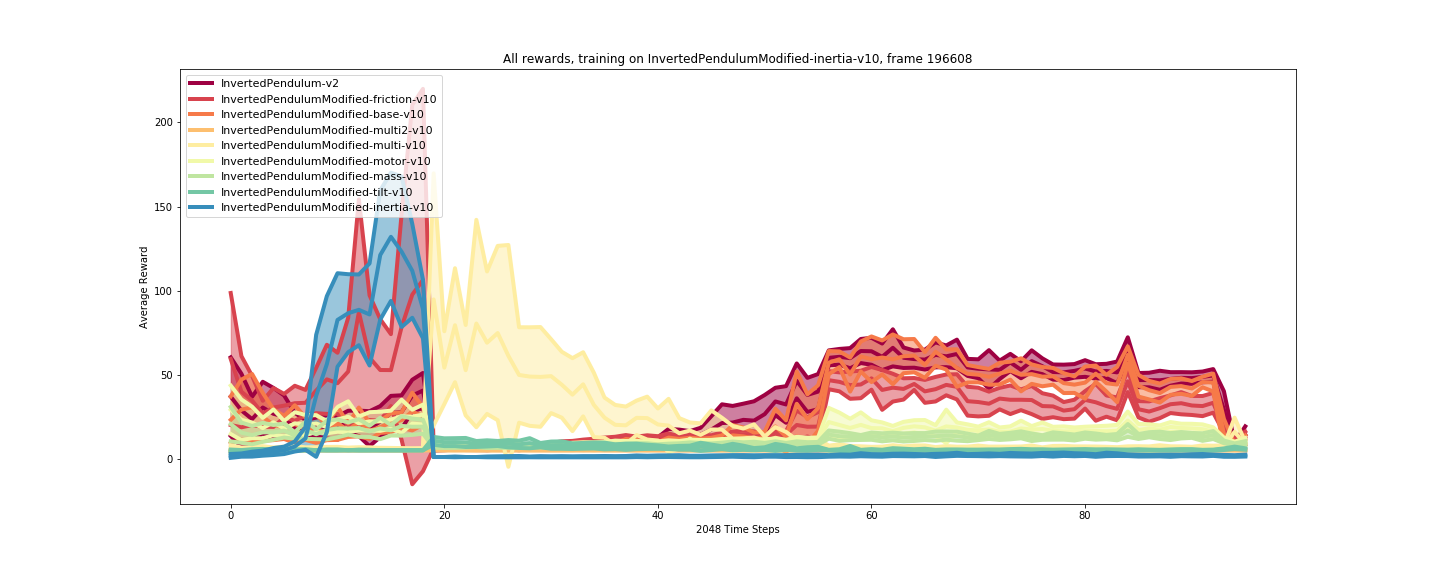 All rewards, training on InvertedPendulumModified-inertia-v10, frame 196608
InvertedPendulum-v2
InvertedPendulumModified-friction-v10
InvertedPendulumModified-base-v10
InvertedPendulumModified-multi2-v10
InvertedPendulumModified-multi-v10
InvertedPendulumModified-motor-v10
InvertedPendulumModified-mass-v10
InvertedPendulumModified-tilt-v10
InvertedPendulumModified-inertia-v10
200
150
100
50
0
Average Reward
0 20 40 60 80
2048 Time Steps